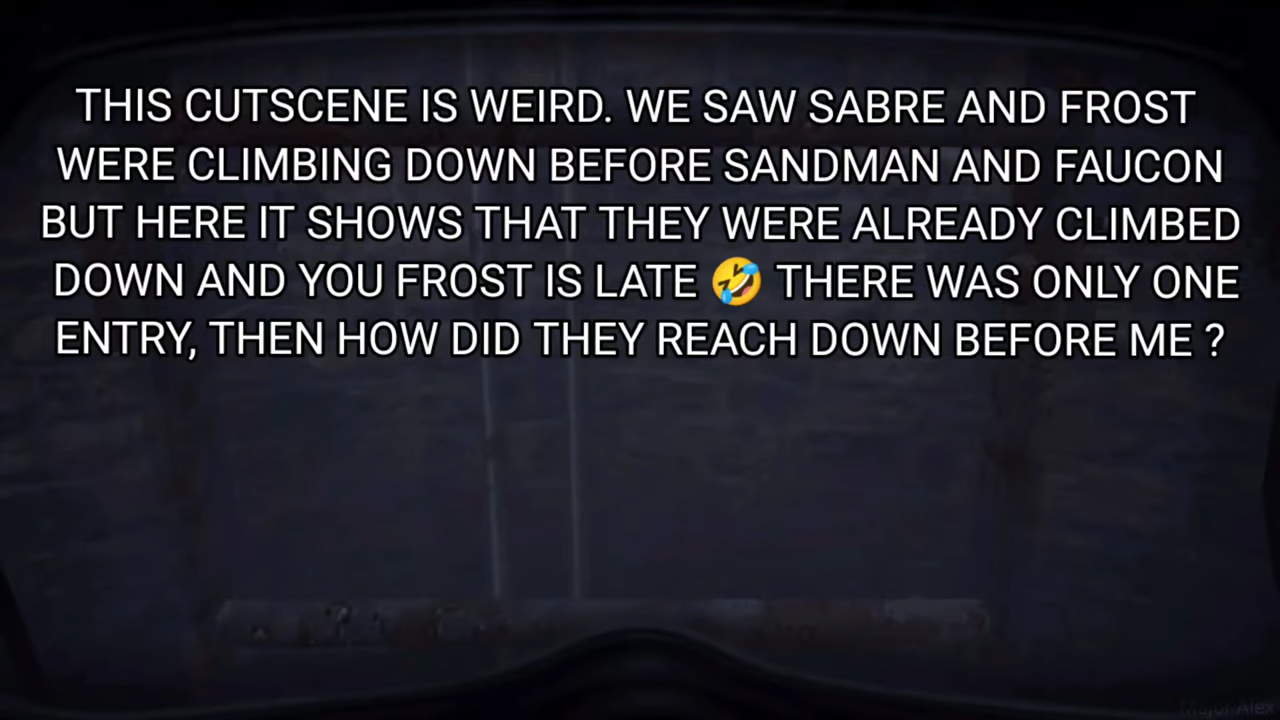 THIS CUTSCENE IS WEIRD. WE SAW SABRE AND FROST
WERE CLIMBING DOWN BEFORE SANDMAN AND FAUCON
BUT HERE IT SHOWS THAT THEY WERE ALREADY CLIMBED
DOWN AND YOU FROST IS LATE 🤣 THERE WAS ONLY ONE
ENTRY, THEN HOW DID THEY REACH DOWN BEFORE ME ?
Major Alex